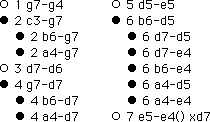 1 g7-g4
2 c3-g7
2 b6-g7
2 a4-g7
3 d7-d6
4 g7-d7
4 b6-d7
4 a4-d7
5 d5-e5
6 b6-d5
6 d7-d5
6 d7-e4
6 b6-e4
6 a4-d5
6 a4-e4
7 e5-e4() xd7